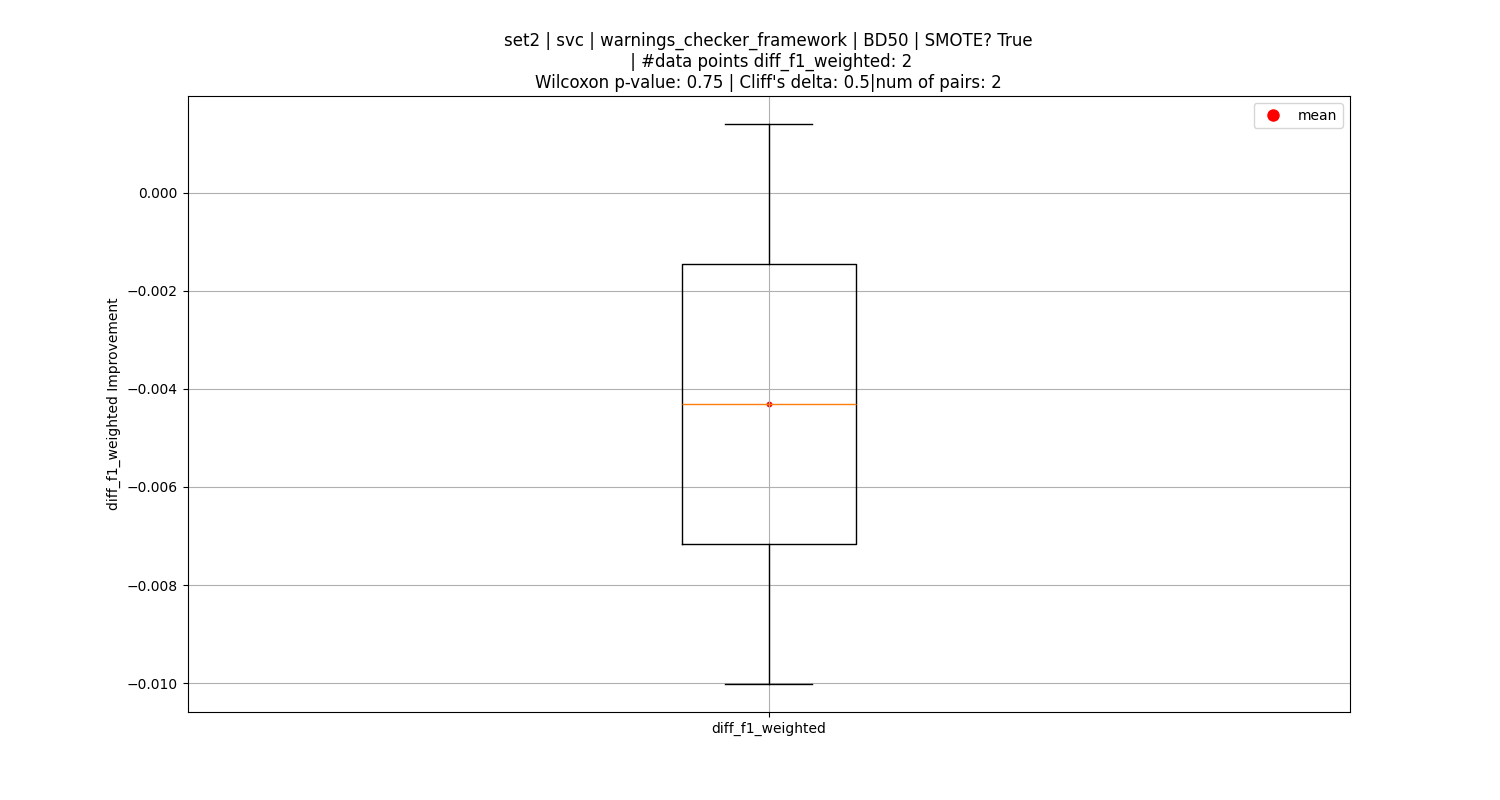 set2 | svc | warnings_checker_framework | BD50 | SMOTE? True
| #data points diff_f1_weighted: 2
Wilcoxon p-value: 0.75 | Cliff's delta: 0.5|num of pairs: 2
mean
0.000
−0.002
−0.004
−0.006
−0.008
−0.010
diff_f1_weighted Improvement
diff_f1_weighted